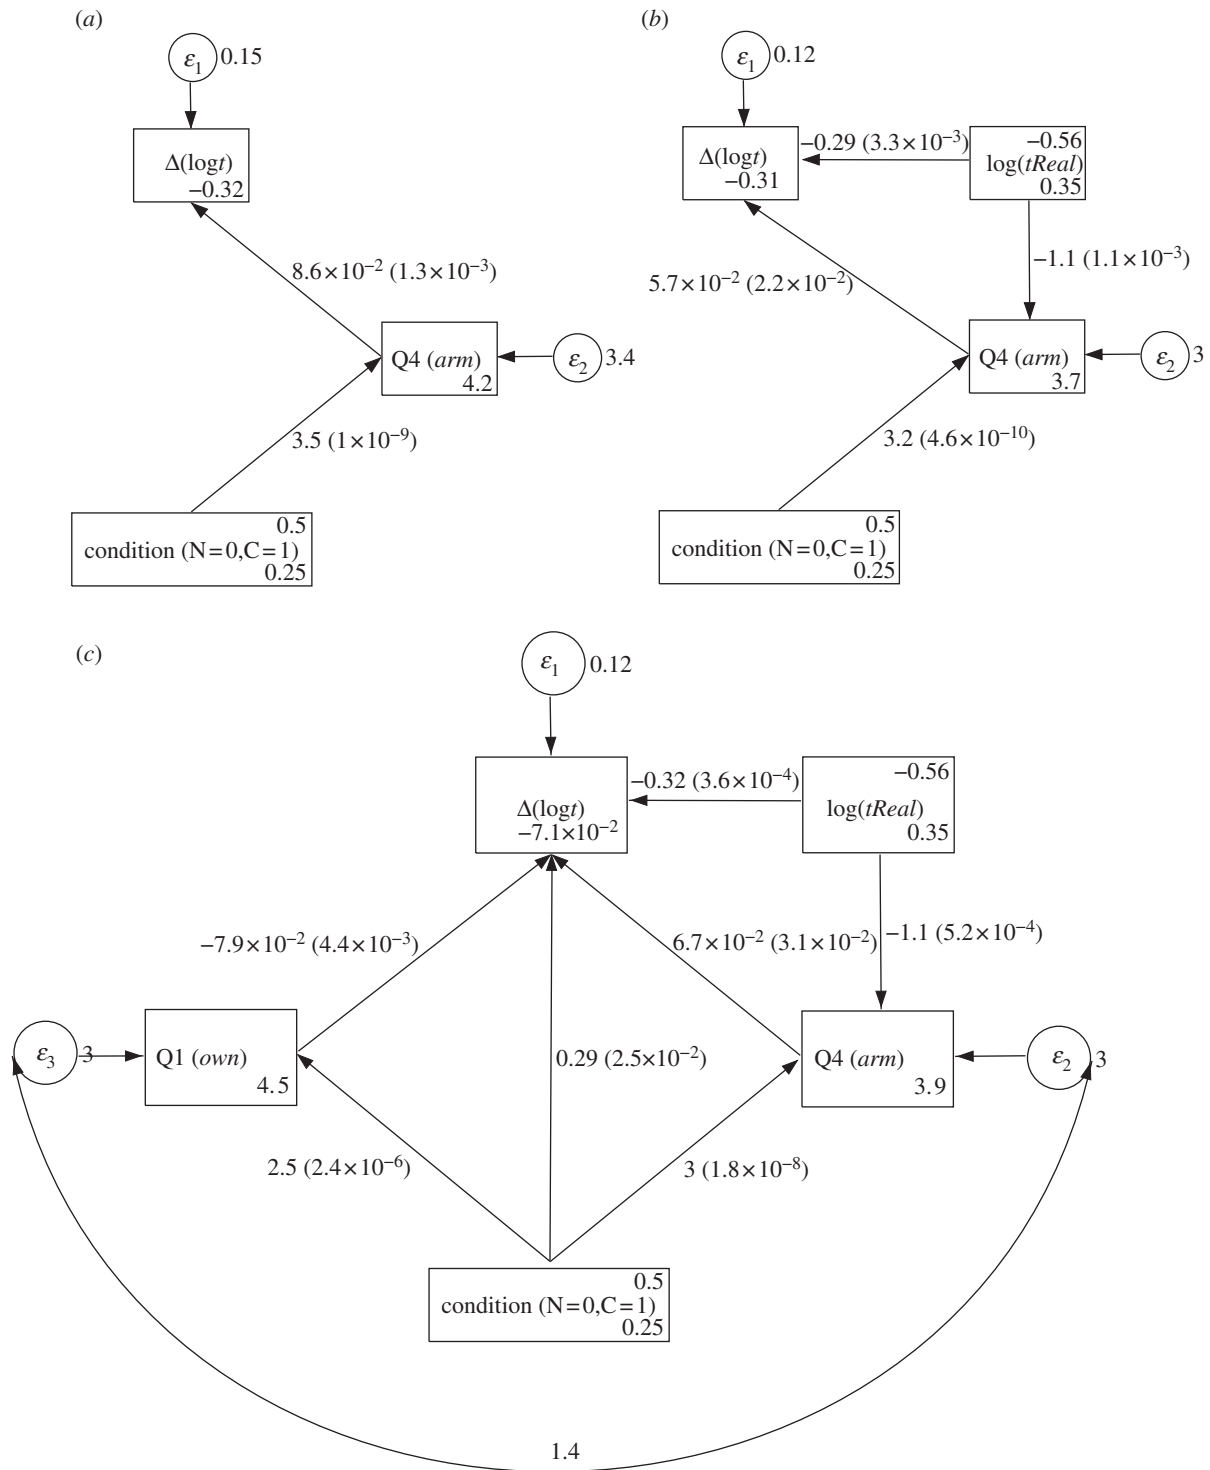 (a)
ε1 0.15
Δ(logt)
−0.32
8.6×10−2 (1.3×10−3)
Q4 (arm)
4.2
ε2 3.4
3.5 (1×10−9)
0.5
condition (N=0,C=1)
0.25
(b)
ε1 0.12
Δ(logt)
−0.31
−0.29 (3.3×10−3)
−0.56
log(tReal)
0.35
−1.1 (1.1×10−3)
5.7×10−2 (2.2×10−2)
Q4 (arm)
3.7
ε2 3
3.2 (4.6×10−10)
0.5
condition (N=0,C=1)
0.25
(c)
ε1 0.12
Δ(logt)
−7.1×10−2
−0.32 (3.6×10−4)
−0.56
log(tReal)
0.35
−7.9×10−2 (4.4×10−3)
6.7×10−2 (3.1×10−2)
−1.1 (5.2×10−4)
ε3 3
Q1 (own)
4.5
0.29 (2.5×10−2)
Q4 (arm)
3.9
ε2 3
2.5 (2.4×10−6)
3 (1.8×10−8)
0.5
condition (N=0,C=1)
0.25
1.4